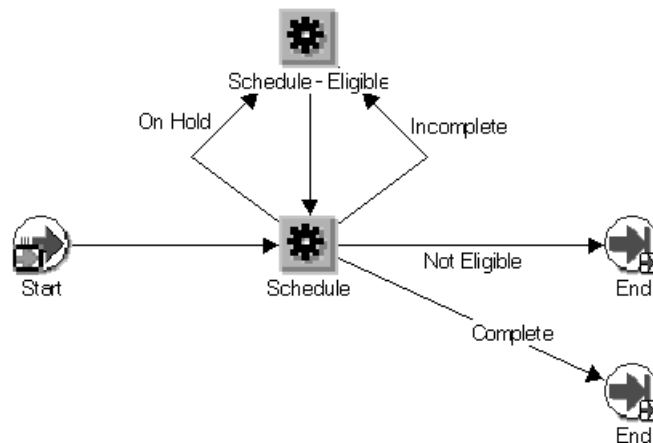 Schedule - Eligible
On Hold
Incomplete
Start
Schedule
Not Eligible
End
Complete
End